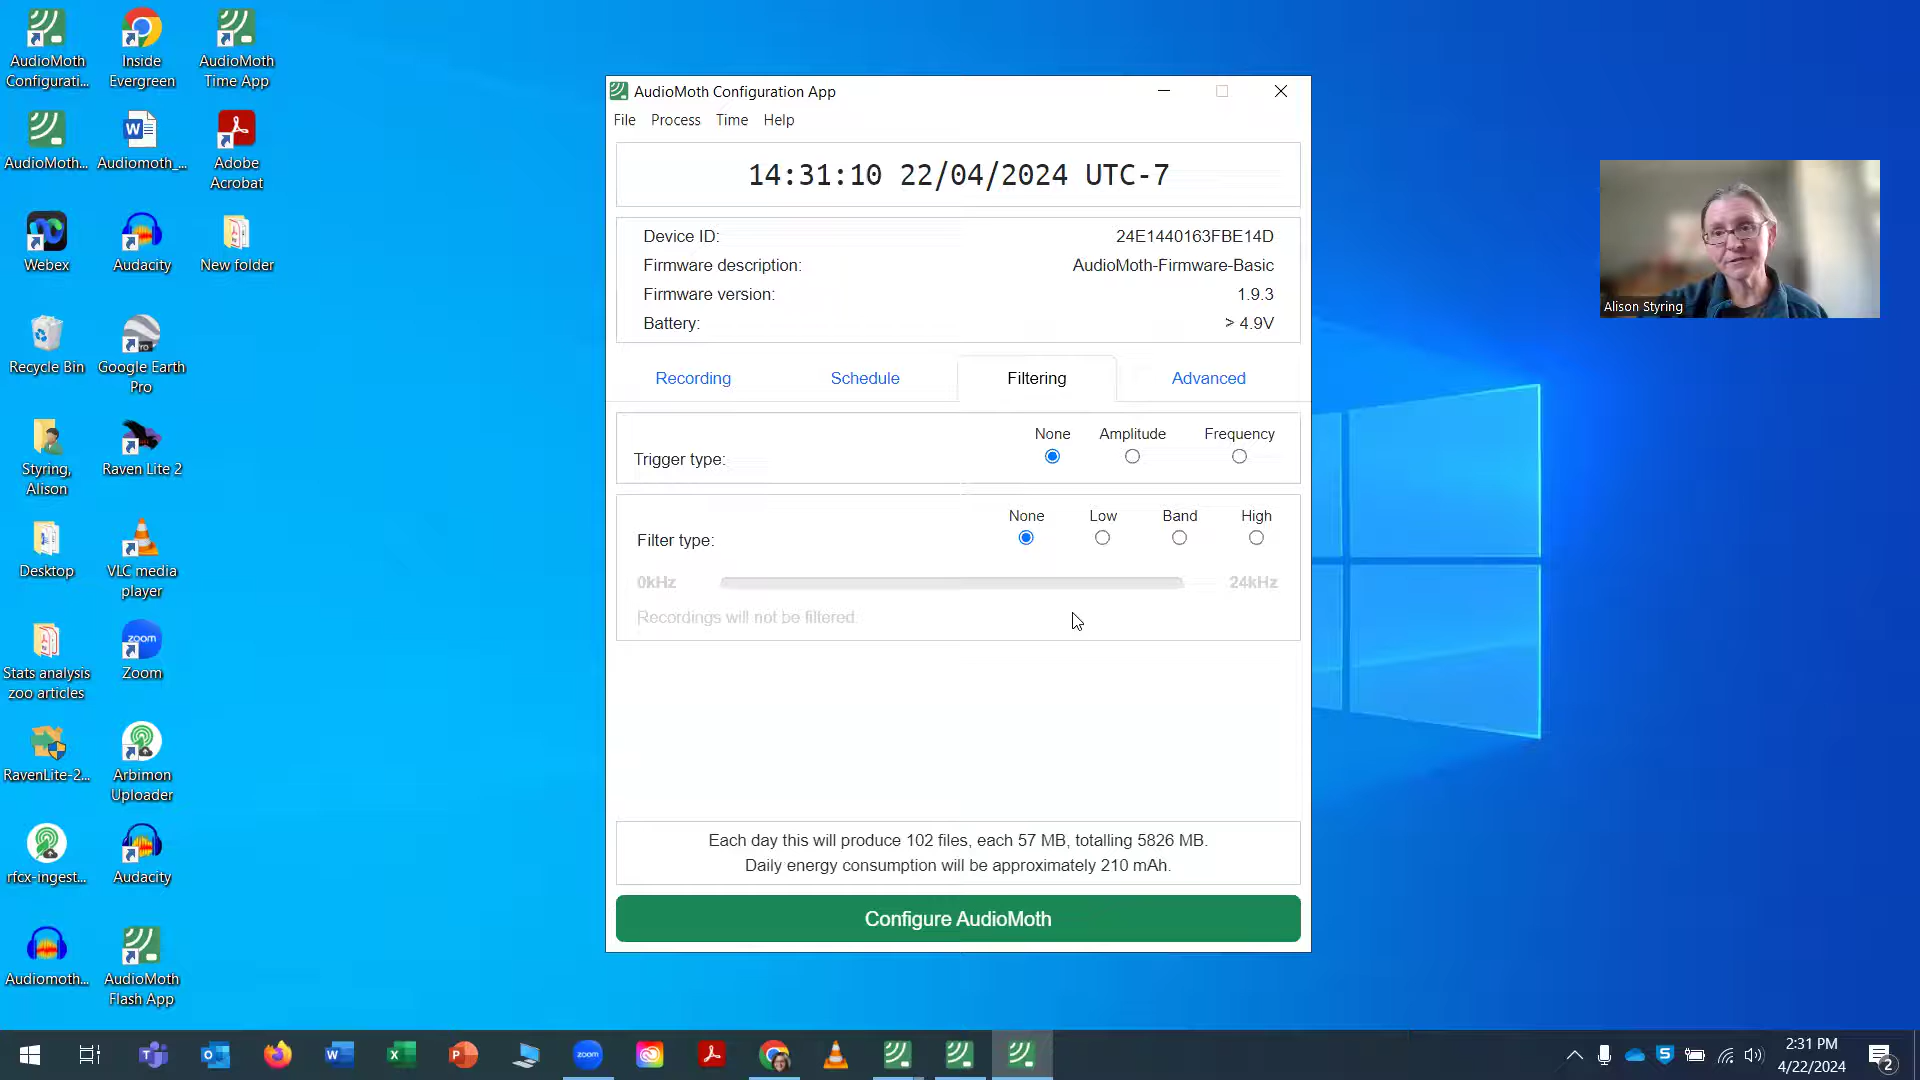 AudioMoth
Configurati...
Inside
Evergreen
AudioMoth
Time App
AudioMoth...
Audiomoth_...
Adobe
Acrobat
Webex
Audacity
New folder
Recycle Bin
Google Earth
Pro
Styring,
Alison
Raven Lite 2
Desktop
VLC media
player
Stats analysis
zoo articles
Zoom
RavenLite-2...
Arbimon
Uploader
rfcx-ingest...
Audacity
Audiomoth...
AudioMoth
Flash App
AudioMoth Configuration App
File Process Time Help
14:31:10 22/04/2024 UTC-7
Device ID: 24E1440163FBE14D
Firmware description: AudioMoth-Firmware-Basic
Firmware version: 1.9.3
Battery: > 4.9V
Recording Schedule Filtering Advanced
None Amplitude Frequency
Trigger type:
None Low Band High
Filter type:
0kHz 24kHz
Recordings will not be filtered.
Each day this will produce 102 files, each 57 MB, totalling 5826 MB.
Daily energy consumption will be approximately 210 mAh.
Configure AudioMoth
Alison Styring
zoom
zoom
2:31 PM
4/22/2024
2